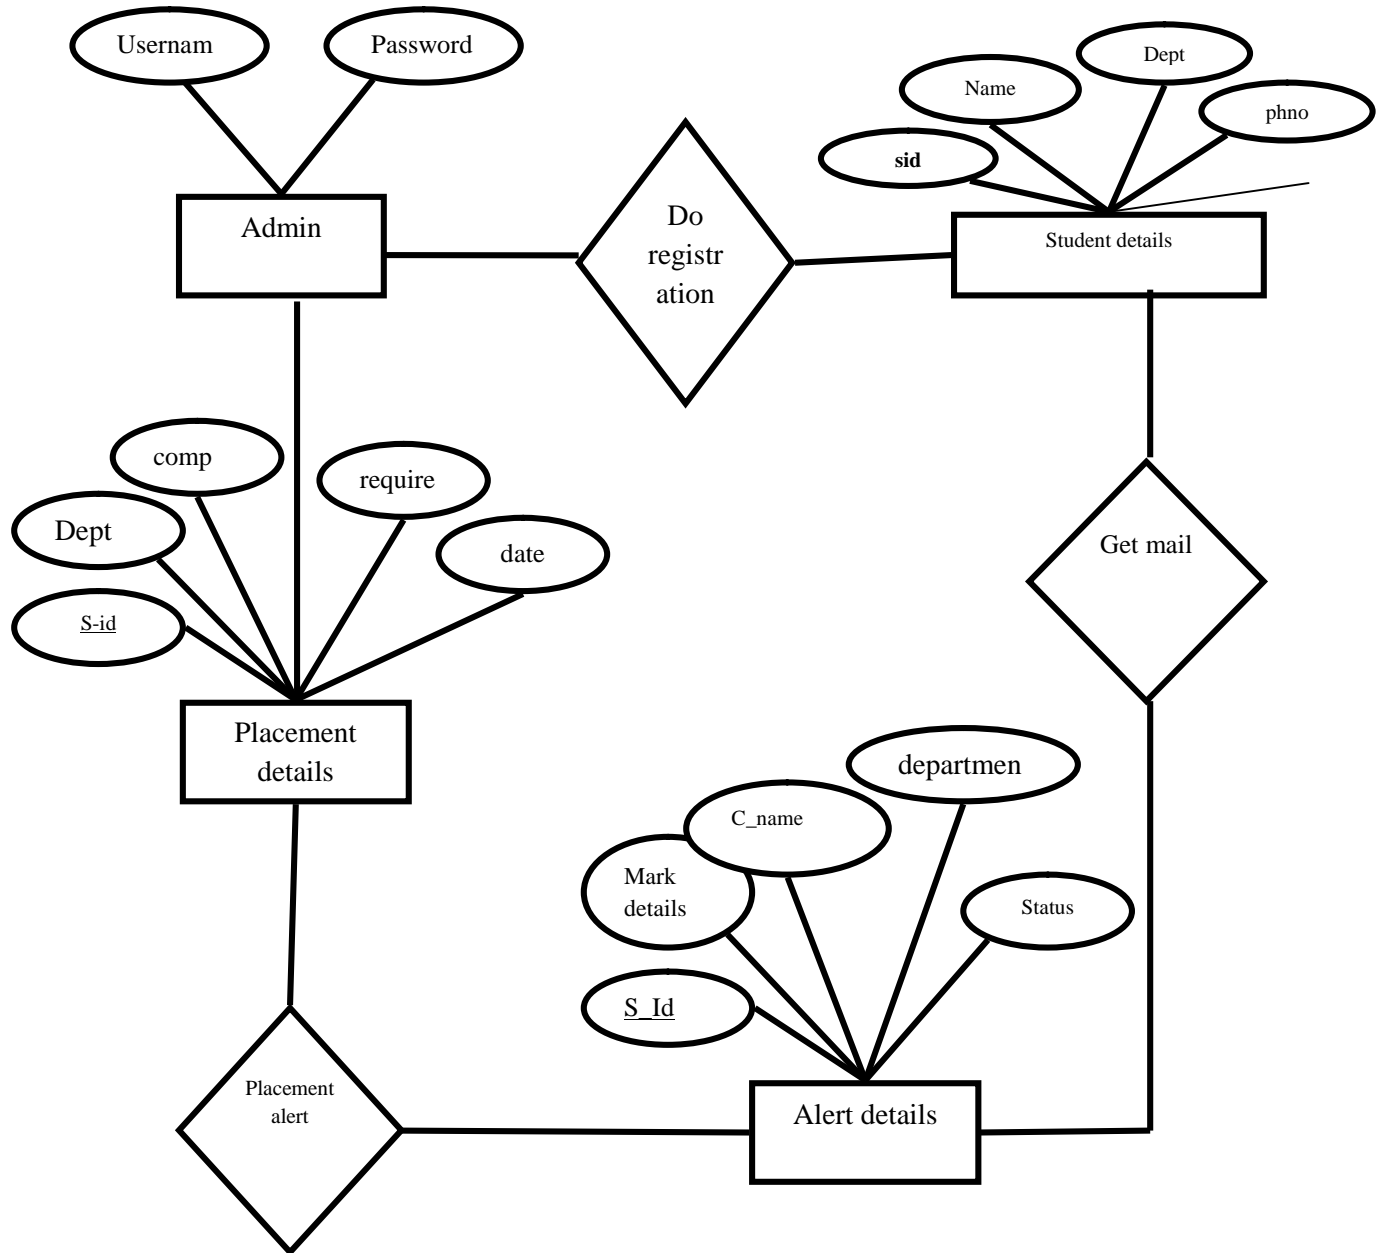 Usernam
Password
Dept
Name
phno
sid
Admin
Do
registr
ation
Student details
comp
require
Dept
date
S-id
Get mail
Placement
details
departmen
C_name
Mark
details
Status
S_Id
Placement
alert
Alert details